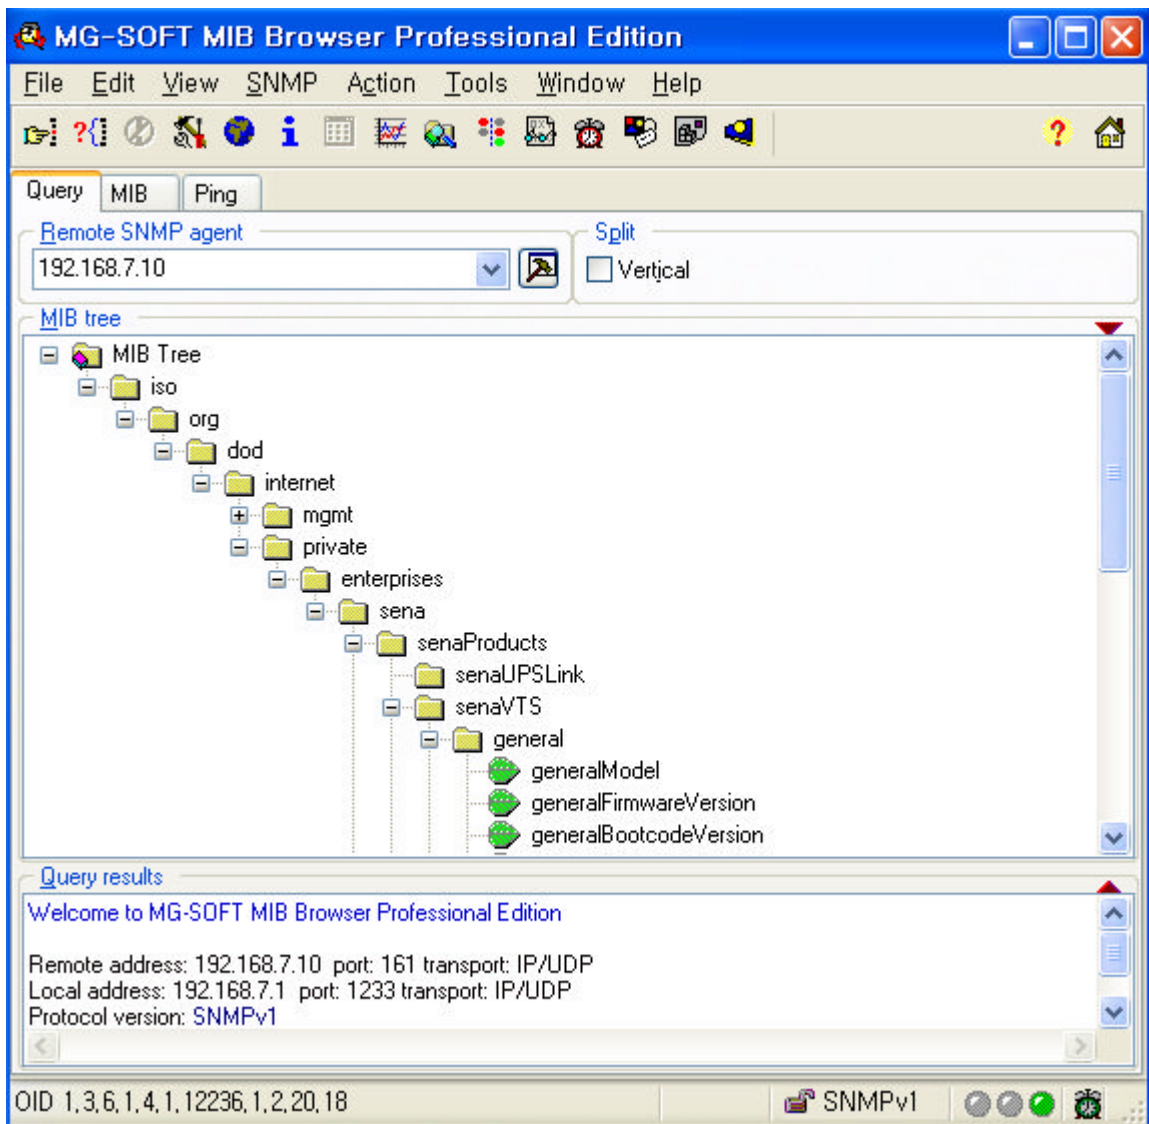 MG-SOFT MIB Browser Professional Edition
File Edit View SNMP Action Tools Window Help
Query MIB Ping
Remote SNMP agent Split
192.168.7.10 Vertical
MIB tree
MIB Tree
iso
org
dod
internet
mgmt
private
enterprises
sena
senaProducts
senaUPSLink
senaVTS
general
generalModel
generalFirmwareVersion
generalBootcodeVersion
Query results
Welcome to MG-SOFT MIB Browser Professional Edition
Remote address: 192.168.7.10 port: 161 transport: IP/UDP
Local address: 192.168.7.1 port: 1233 transport: IP/UDP
Protocol version: SNMPv1
OID 1,3,6,1,4,1,12236,1,2,20,18 SNMPv1